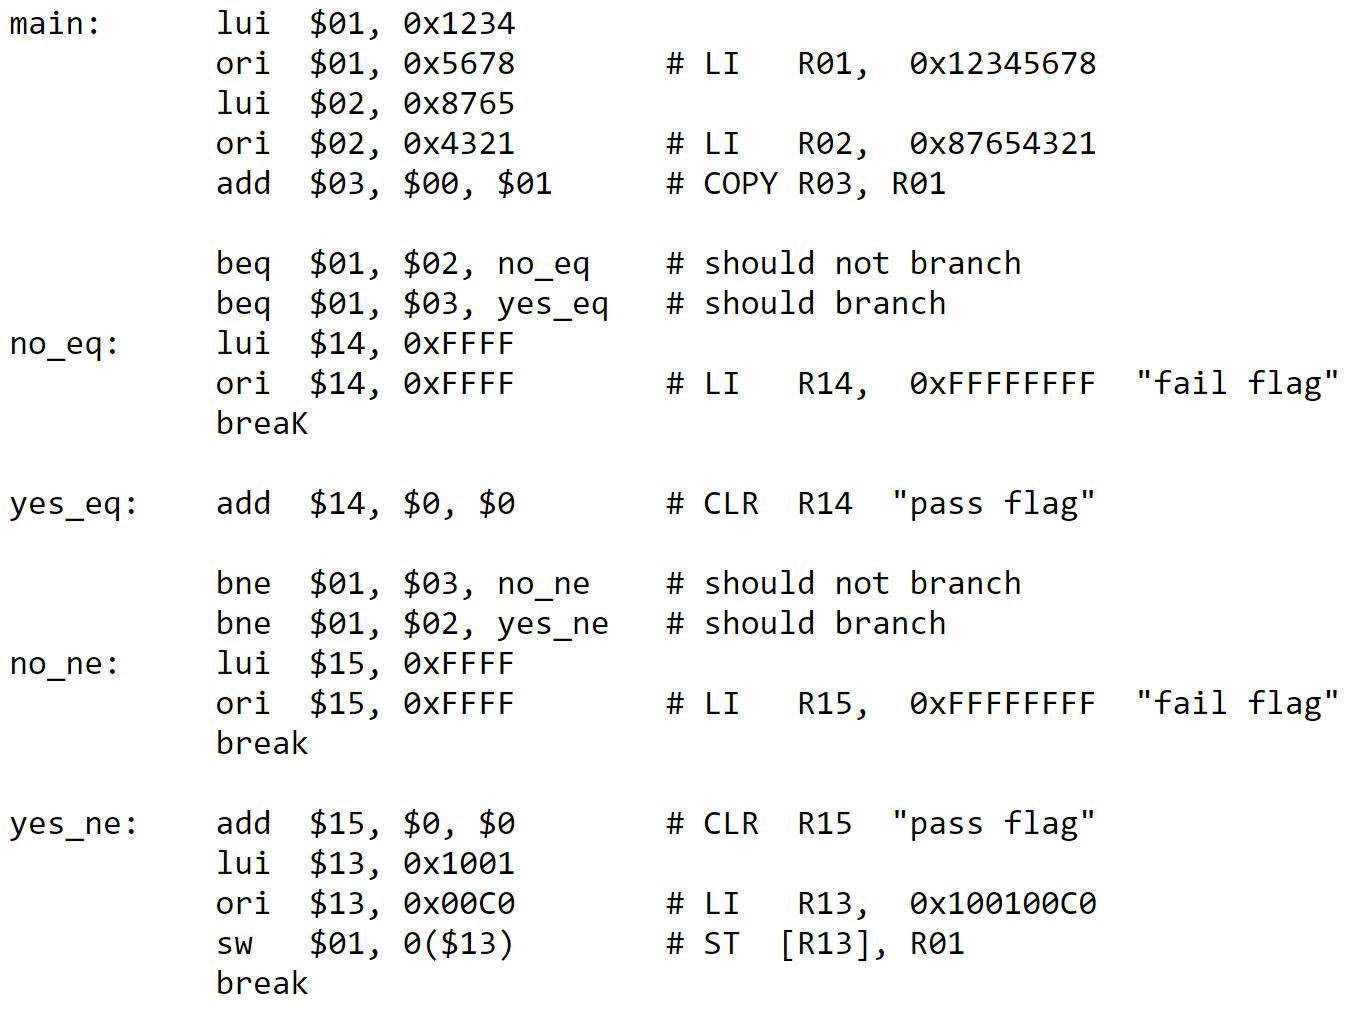 main:      lui  $01, 0x1234
           ori  $01, 0x5678        # LI   R01,  0x12345678
           lui  $02, 0x8765
           ori  $02, 0x4321        # LI   R02,  0x87654321
           add  $03, $00, $01      # COPY R03, R01
           beq  $01, $02, no_eq    # should not branch
           beq  $01, $03, yes_eq   # should branch
no_eq:     lui  $14, 0xFFFF
           ori  $14, 0xFFFF        # LI   R14,  0xFFFFFFFF  "fail flag"
           breaK
yes_eq:    add  $14, $0, $0        # CLR  R14  "pass flag"
           bne  $01, $03, no_ne    # should not branch
           bne  $01, $02, yes_ne   # should branch
no_ne:     lui  $15, 0xFFFF
           ori  $15, 0xFFFF        # LI   R15,  0xFFFFFFFF  "fail flag"
           break
yes_ne:    add  $15, $0, $0        # CLR  R15  "pass flag"
           lui  $13, 0x1001
           ori  $13, 0x00C0        # LI   R13,  0x100100C0
           sw   $01, 0($13)        # ST  [R13], R01
           break